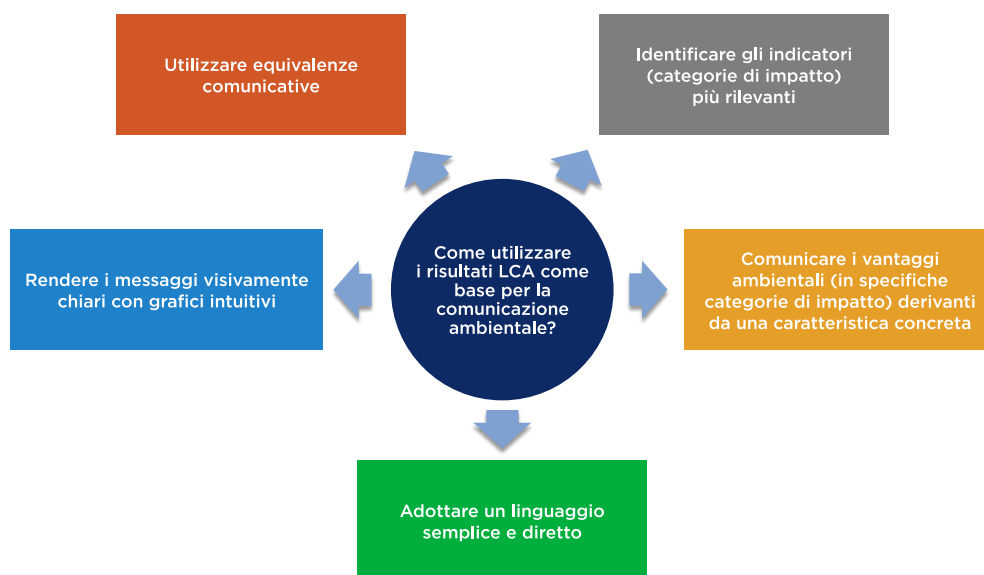 Utilizzare equivalenze
comunicative
Identificare gli indicatori
(categorie di impatto)
più rilevanti
Rendere i messaggi visivamente
chiari con grafici intuitivi
Come utilizzare
i risultati LCA come
base per la
comunicazione
ambientale?
Comunicare i vantaggi
ambientali (in specifiche
categorie di impatto) derivanti
da una caratteristica concreta
Adottare un linguaggio
semplice e diretto